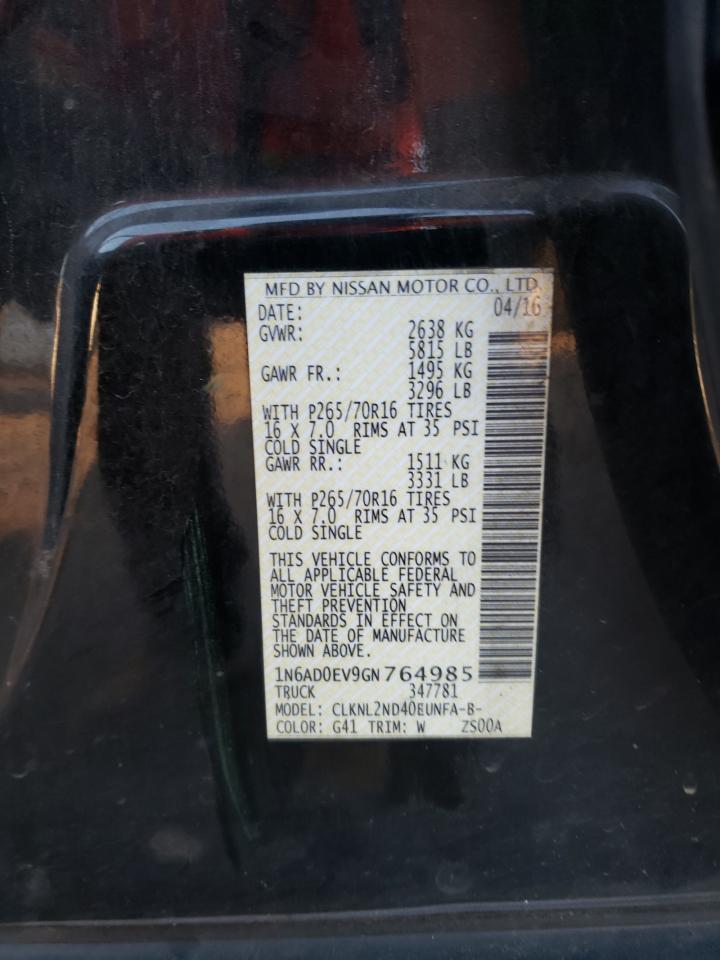 MFD BY NISSAN MOTOR CO., LTD.
DATE: 04/16
GVWR: 2638 KG
5815 LB
GAWR FR.: 1495 KG
3296 LB
WITH P265/70R16 TIRES
16 X 7.0 RIMS AT 35 PSI
COLD SINGLE
GAWR RR.: 1511 KG
3331 LB
WITH P265/70R16 TIRES
16 X 7.0 RIMS AT 35 PSI
COLD SINGLE
THIS VEHICLE CONFORMS TO
ALL APPLICABLE FEDERAL
MOTOR VEHICLE SAFETY AND
THEFT PREVENTION
STANDARDS IN EFFECT ON
THE DATE OF MANUFACTURE
SHOWN ABOVE.
1N6AD0EV9GN764985
TRUCK 347781
MODEL: CLKNL2ND40EUNFA-B-
COLOR: G41 TRIM: W ZS00A